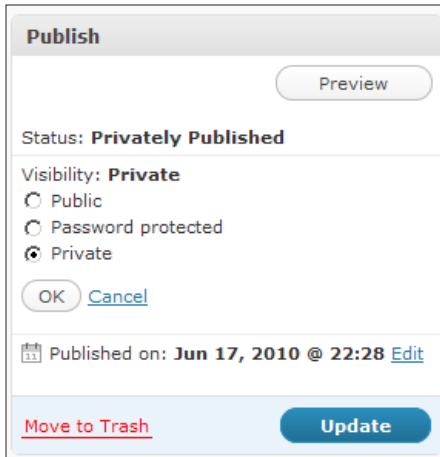 Publish
Preview
Status: Privately Published
Visibility: Private
Public
Password protected
Private
OK Cancel
11 Published on: Jun 17, 2010 @ 22:28 Edit
Move to Trash Update